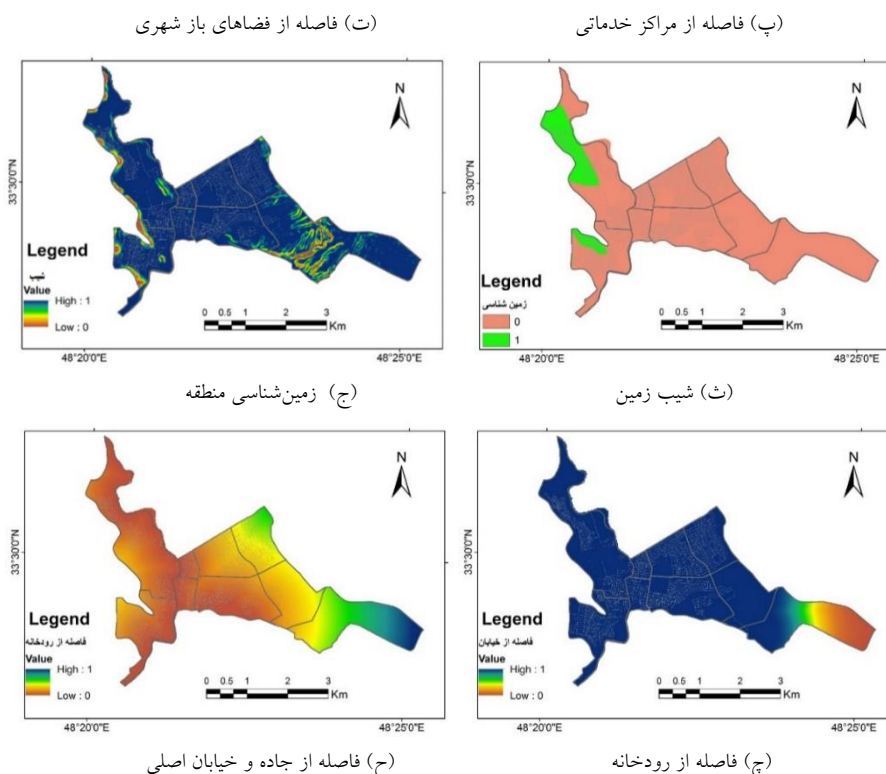 (پ) فاصله از مراکز خدماتی
(ت) فاصله از فضاهای باز شهری
N
33°30'0"N
Legend
زمین شناسی
0
1
0 0.5 1 2 3
Km
48°20'0"E 48°25'0"E
N
33°30'0"N
Legend
شیب
Value
High : 1
Low : 0
0 0.5 1 2 3
Km
48°20'0"E 48°25'0"E
(ث) شیب زمین
(ج) زمین‌شناسی منطقه
N
33°30'0"N
Legend
فاصله از خیابان
Value
High : 1
Low : 0
0 0.5 1 2 3
Km
48°20'0"E 48°25'0"E
N
33°30'0"N
Legend
فاصله از رودخانه
Value
High : 1
Low : 0
0 0.5 1 2 3
Km
48°20'0"E 48°25'0"E
(چ) فاصله از رودخانه
(ح) فاصله از جاده و خیابان اصلی